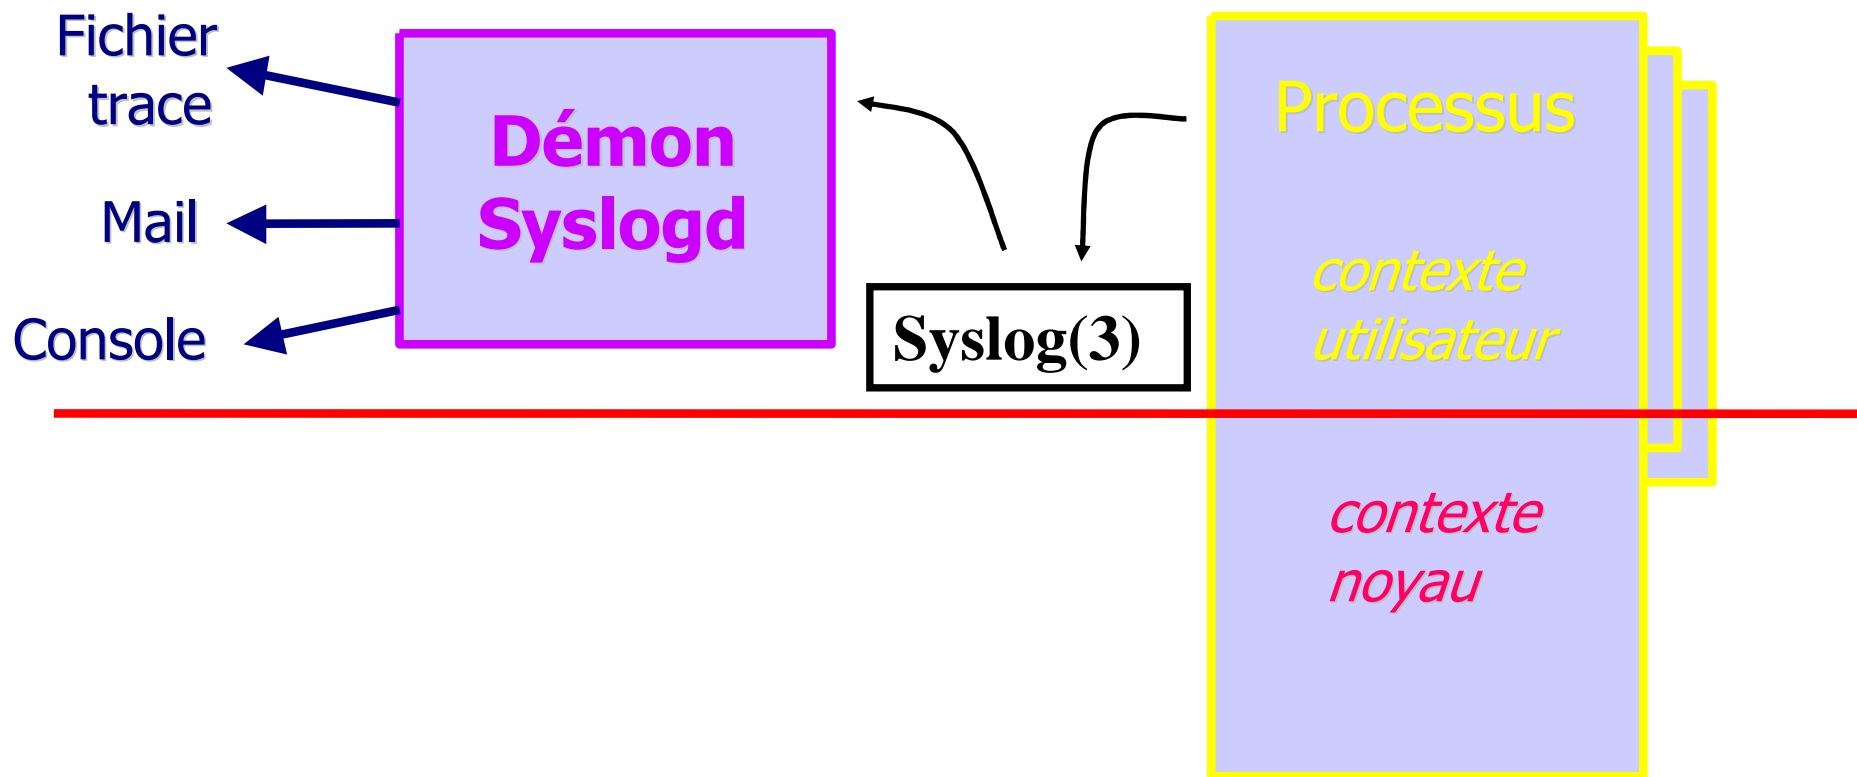 Fichier
trace
Mail
Console
Démon
Syslogd
Syslog(3)
Processus
contexte
utilisateur
contexte
noyau